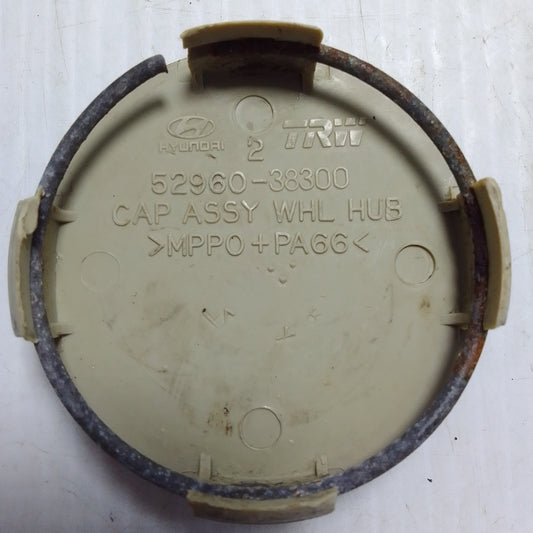 HYUNDAI TRW
2
52960-38300
CAP ASSY WHL HUB
>MPPO+PA66<